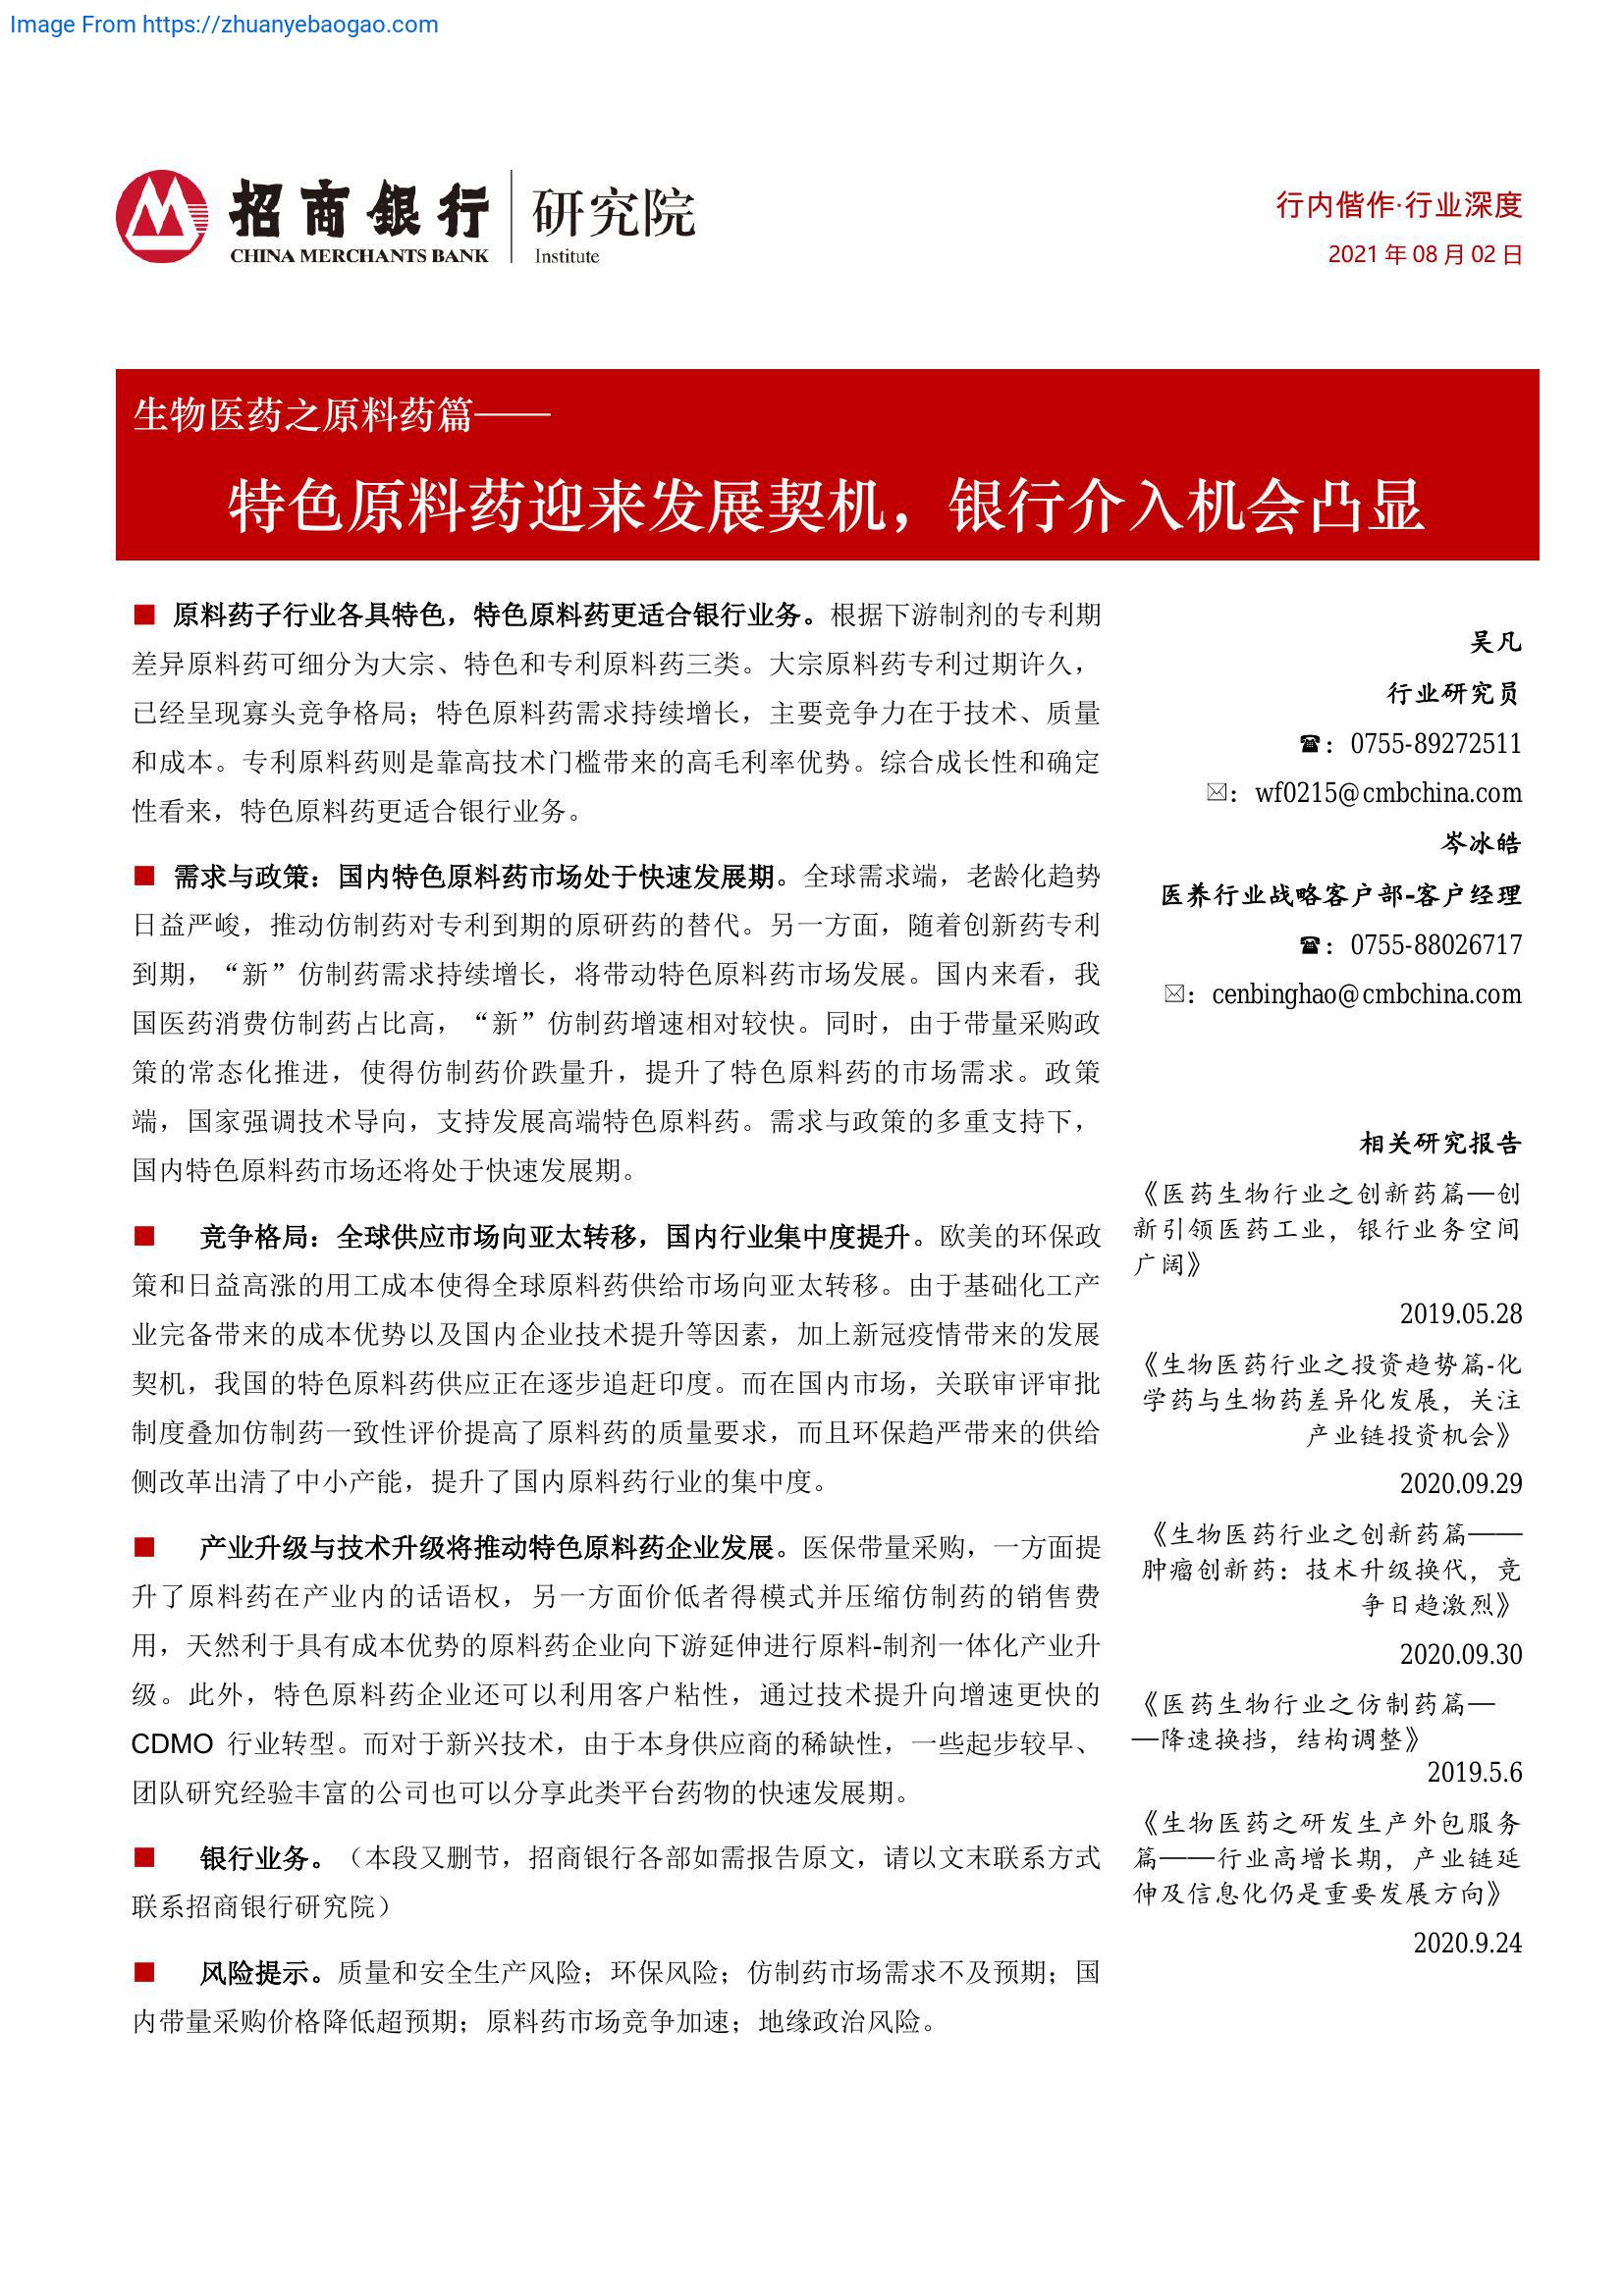 Image From https://zhuanyebaogao.com
招商银行
CHINA MERCHANTS BANK
研究院
Institute
行内偕作·行业深度
2021 年 08 月 02 日
生物医药之原料药篇——
特色原料药迎来发展契机，银行介入机会凸显
■ 原料药子行业各具特色，特色原料药更适合银行业务。根据下游制剂的专利期
差异原料药可细分为大宗、特色和专利原料药三类。大宗原料药专利过期许久，
已经呈现寡头竞争格局；特色原料药需求持续增长，主要竞争力在于技术、质量
和成本。专利原料药则是靠高技术门槛带来的高毛利率优势。综合成长性和确定
性看来，特色原料药更适合银行业务。
■ 需求与政策：国内特色原料药市场处于快速发展期。全球需求端，老龄化趋势
日益严峻，推动仿制药对专利到期的原研药的替代。另一方面，随着创新药专利
到期，“新”仿制药需求持续增长，将带动特色原料药市场发展。国内来看，我
国医药消费仿制药占比高，“新”仿制药增速相对较快。同时，由于带量采购政
策的常态化推进，使得仿制药价跌量升，提升了特色原料药的市场需求。政策
端，国家强调技术导向，支持发展高端特色原料药。需求与政策的多重支持下，
国内特色原料药市场还将处于快速发展期。
■ 竞争格局：全球供应市场向亚太转移，国内行业集中度提升。欧美的环保政
策和日益高涨的用工成本使得全球原料药供给市场向亚太转移。由于基础化工产
业完备带来的成本优势以及国内企业技术提升等因素，加上新冠疫情带来的发展
契机，我国的特色原料药供应正在逐步追赶印度。而在国内市场，关联审评审批
制度叠加仿制药一致性评价提高了原料药的质量要求，而且环保趋严带来的供给
侧改革出清了中小产能，提升了国内原料药行业的集中度。
■ 产业升级与技术升级将推动特色原料药企业发展。医保带量采购，一方面提
升了原料药在产业内的话语权，另一方面价低者得模式并压缩仿制药的销售费
用，天然利于具有成本优势的原料药企业向下游延伸进行原料-制剂一体化产业升
级。此外，特色原料药企业还可以利用客户粘性，通过技术提升向增速更快的
CDMO 行业转型。而对于新兴技术，由于本身供应商的稀缺性，一些起步较早、
团队研究经验丰富的公司也可以分享此类平台药物的快速发展期。
■ 银行业务。（本段又删节，招商银行各部如需报告原文，请以文末联系方式
联系招商银行研究院）
■ 风险提示。质量和安全生产风险；环保风险；仿制药市场需求不及预期；国
内带量采购价格降低超预期；原料药市场竞争加速；地缘政治风险。
吴凡
行业研究员
☎：0755-89272511
✉：wf0215@cmbchina.com
岑冰皓
医养行业战略客户部-客户经理
☎：0755-88026717
✉：cenbinghao@cmbchina.com
相关研究报告
《医药生物行业之创新药篇—创
新引领医药工业，银行业务空间
广阔》
2019.05.28
《生物医药行业之投资趋势篇-化
学药与生物药差异化发展，关注
产业链投资机会》
2020.09.29
《生物医药行业之创新药篇——
肿瘤创新药：技术升级换代，竞
争日趋激烈》
2020.09.30
《医药生物行业之仿制药篇—
—降速换挡，结构调整》
2019.5.6
《生物医药之研发生产外包服务
篇——行业高增长期，产业链延
伸及信息化仍是重要发展方向》
2020.9.24